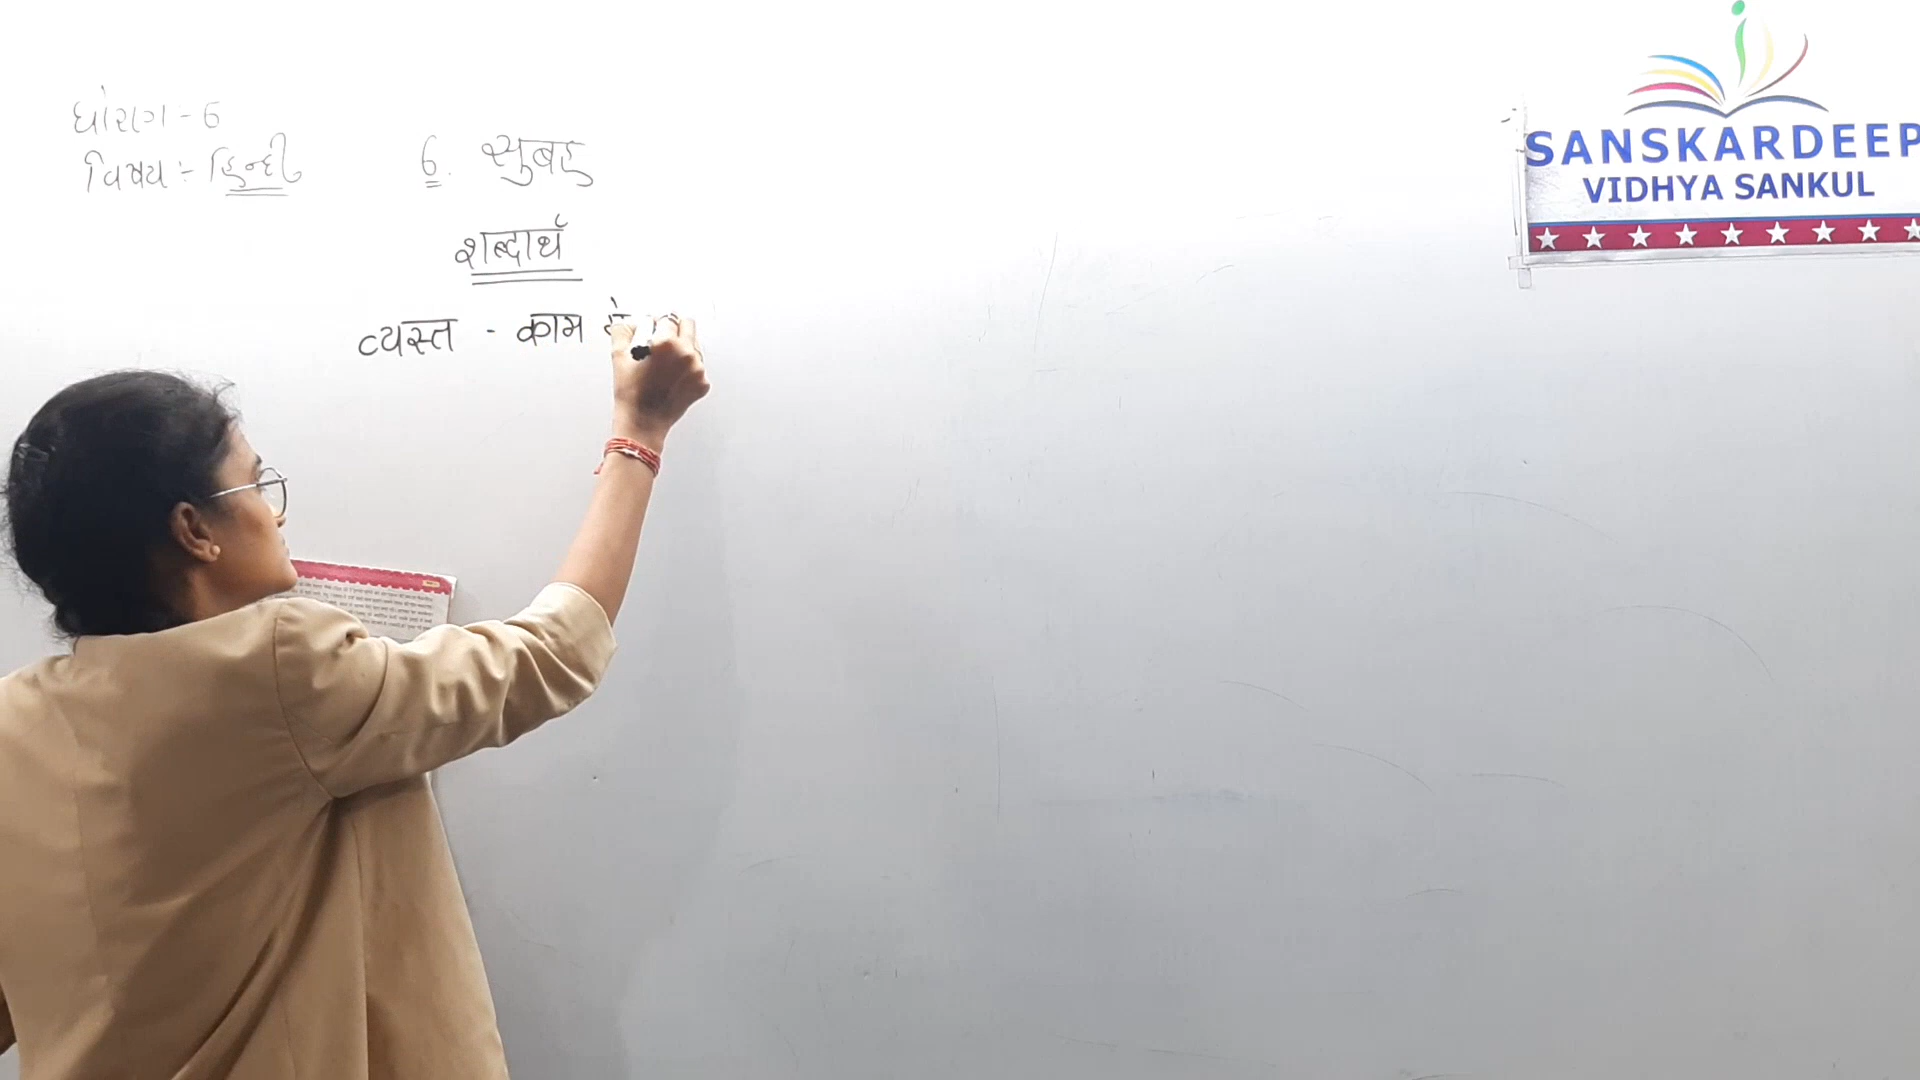 ધોરણ - 6
વિષય :- हिन्दी
6. सुबह
शब्दार्थ
व्यस्त - काम
SANSKARDEEP
VIDHYA SANKUL